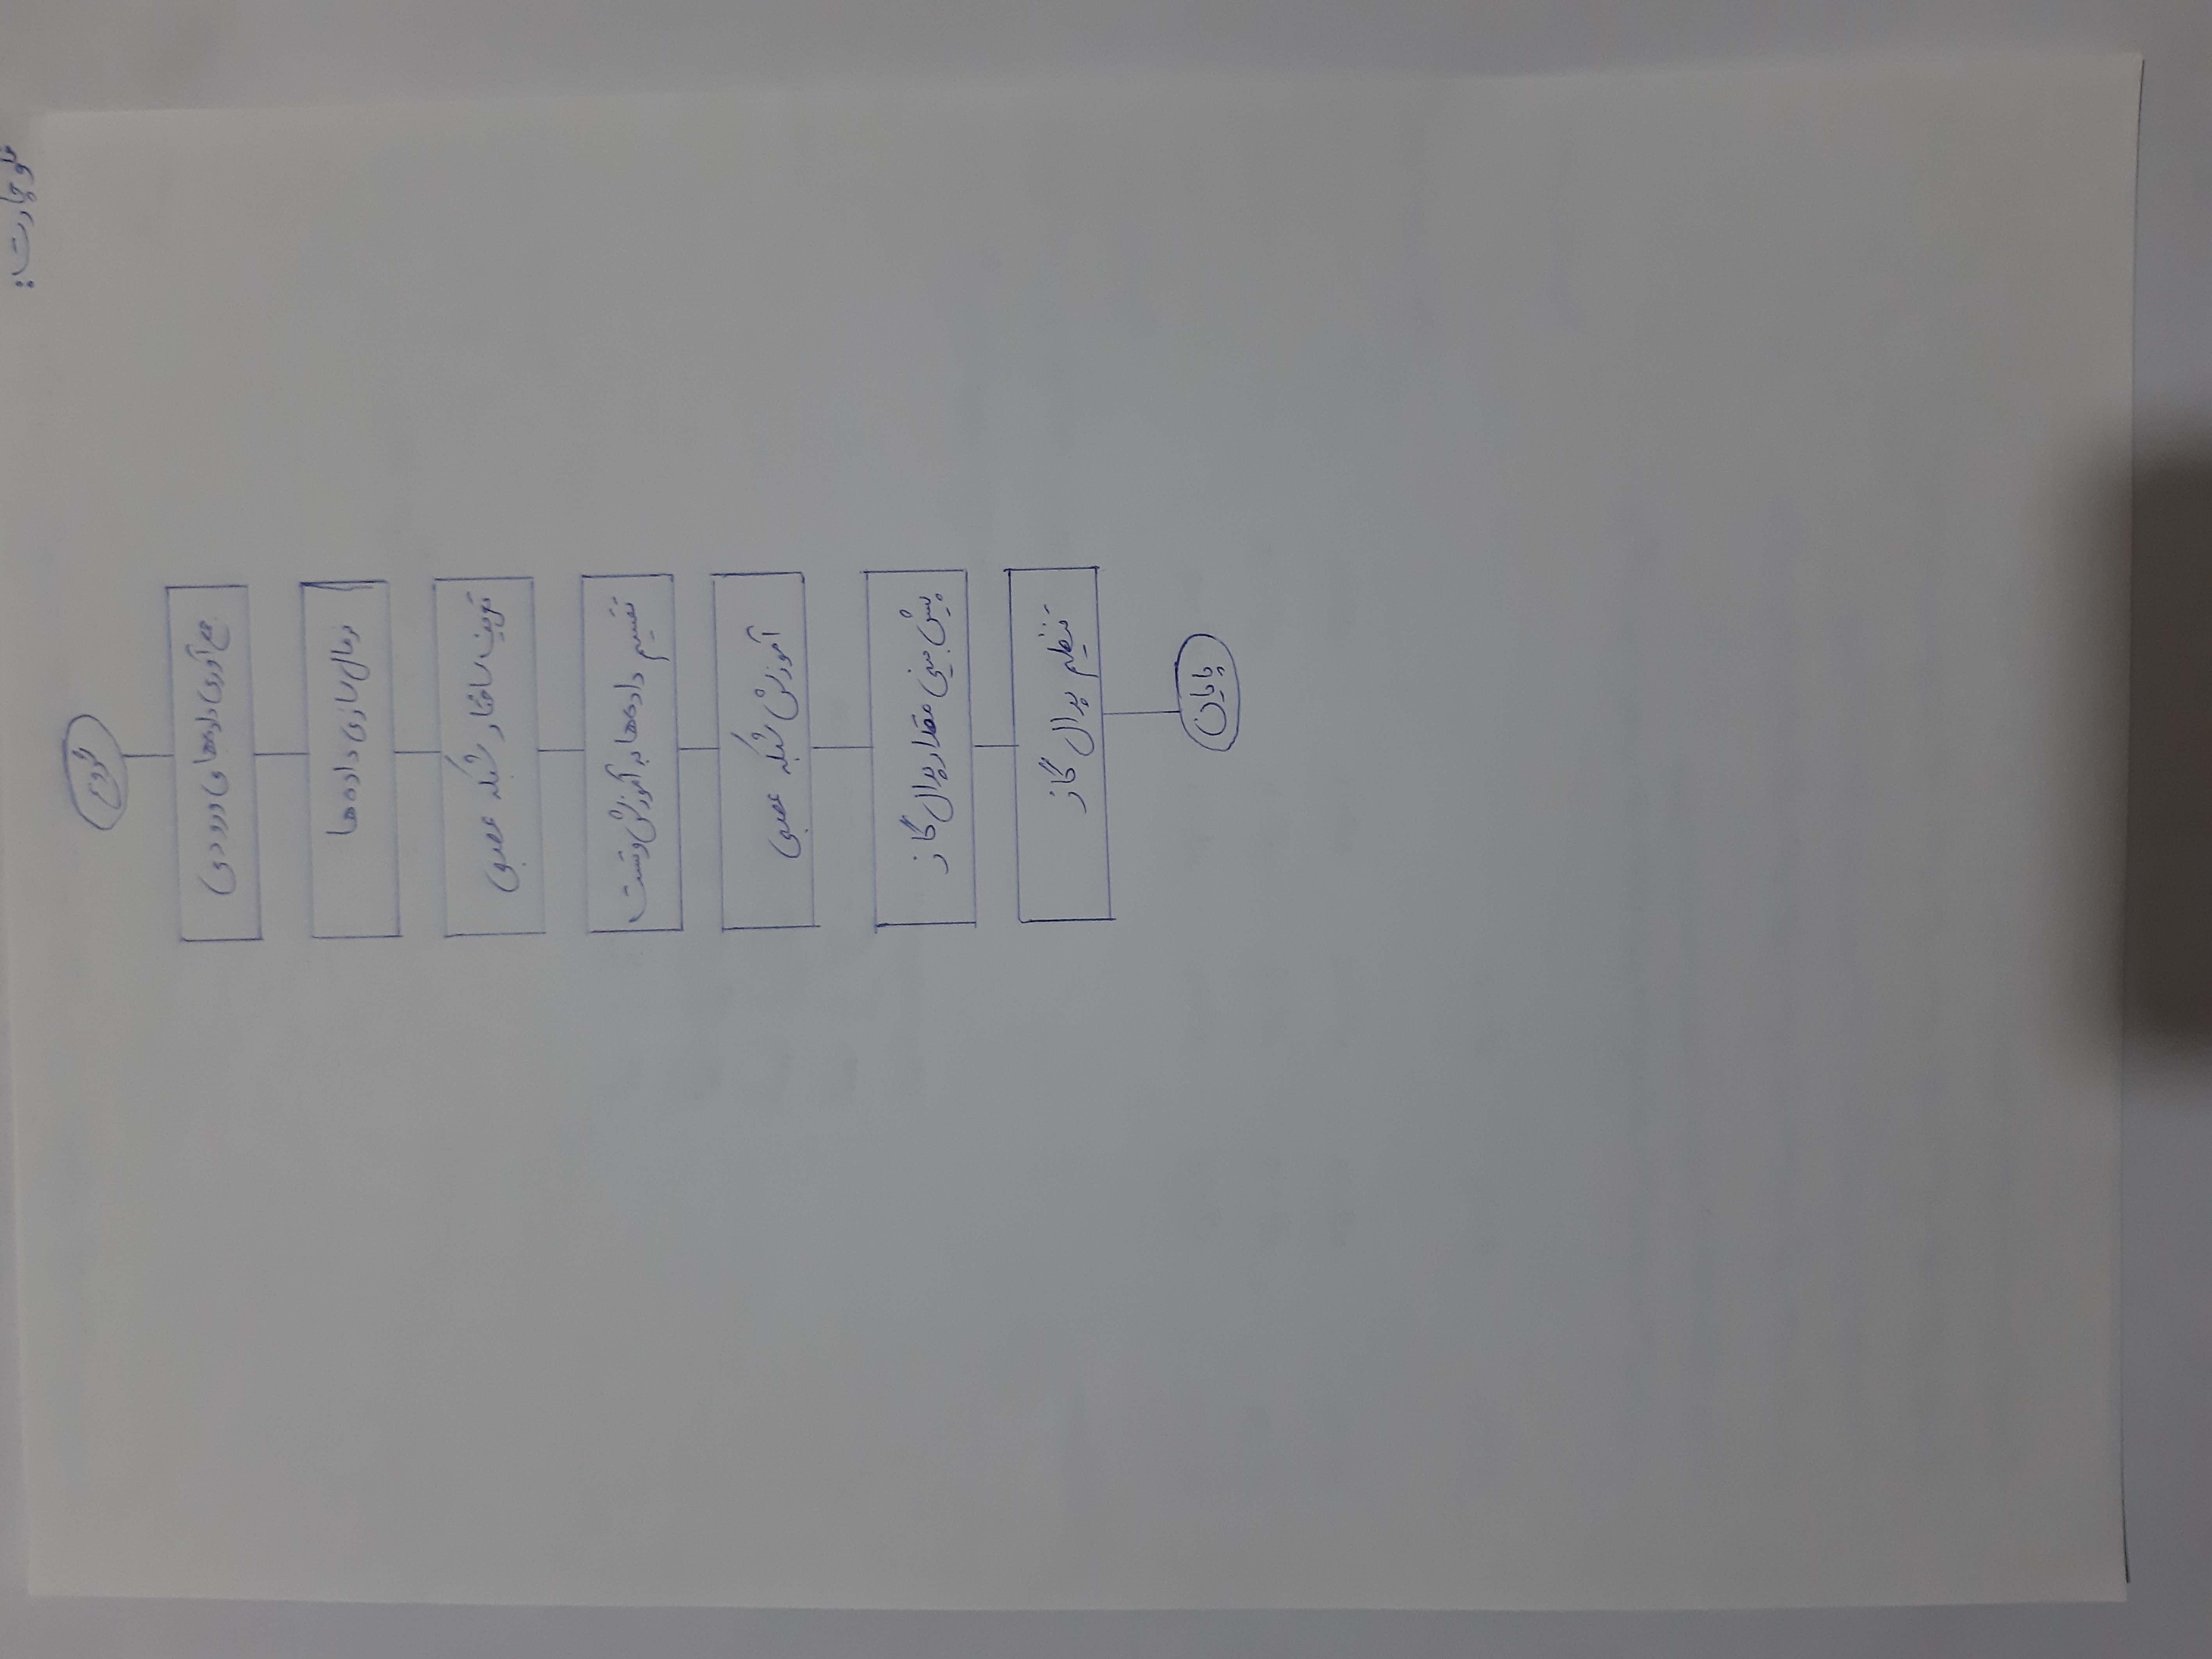 فلوچارت:
شروع
جمع آوری داده‌های ورودی
نرمال سازی داده ها
تعریف ساختار شبکه عصبی
تقسیم داده‌ها به آموزش و تست
آموزش شبکه عصبی
پیش بینی مقدار پدال گاز
تنظیم پدال گاز
پایان